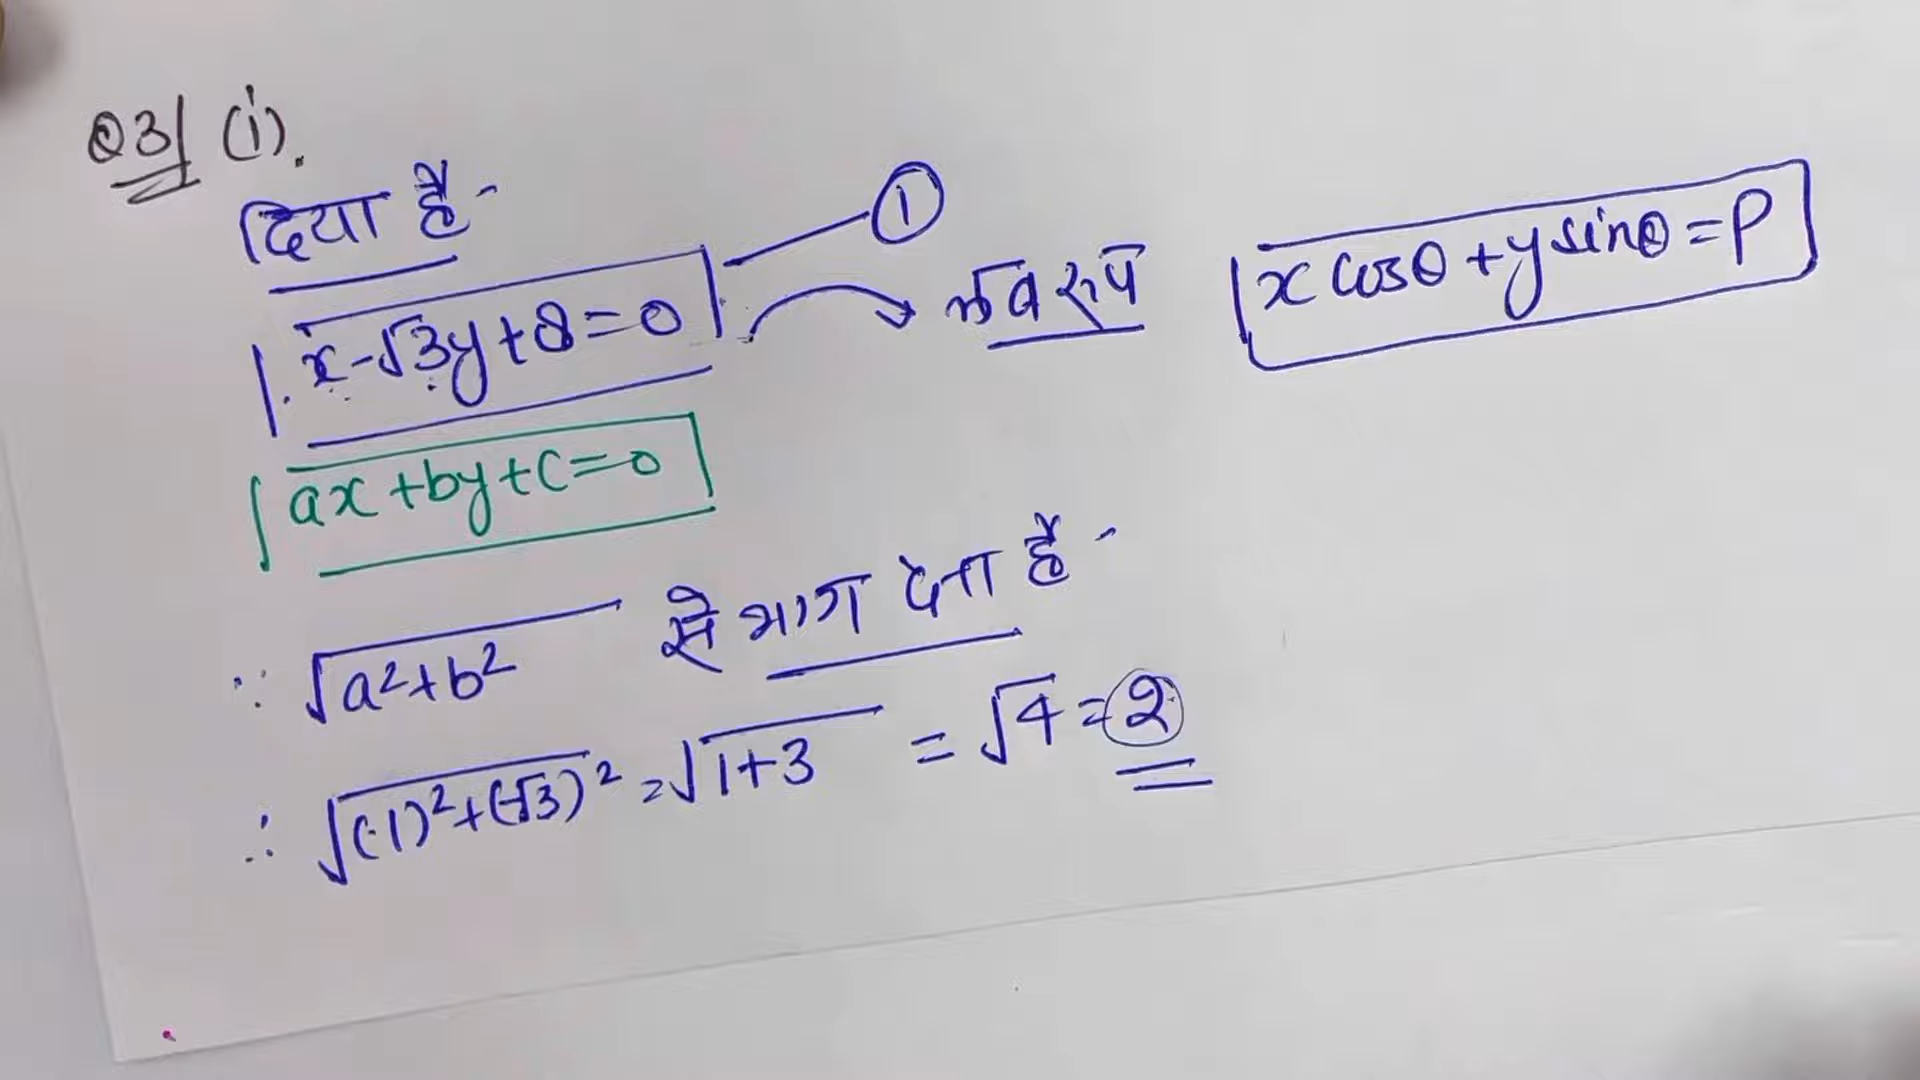 Q3| (i).
दिया है-
x-√3y+8=0 ① लंब रूप x cosθ + y sinθ = P
ax+by+c=0
∵ √a²+b² से भाग देना है-
∴ √(-1)²+(-√3)² = √1+3 = √4 = 2